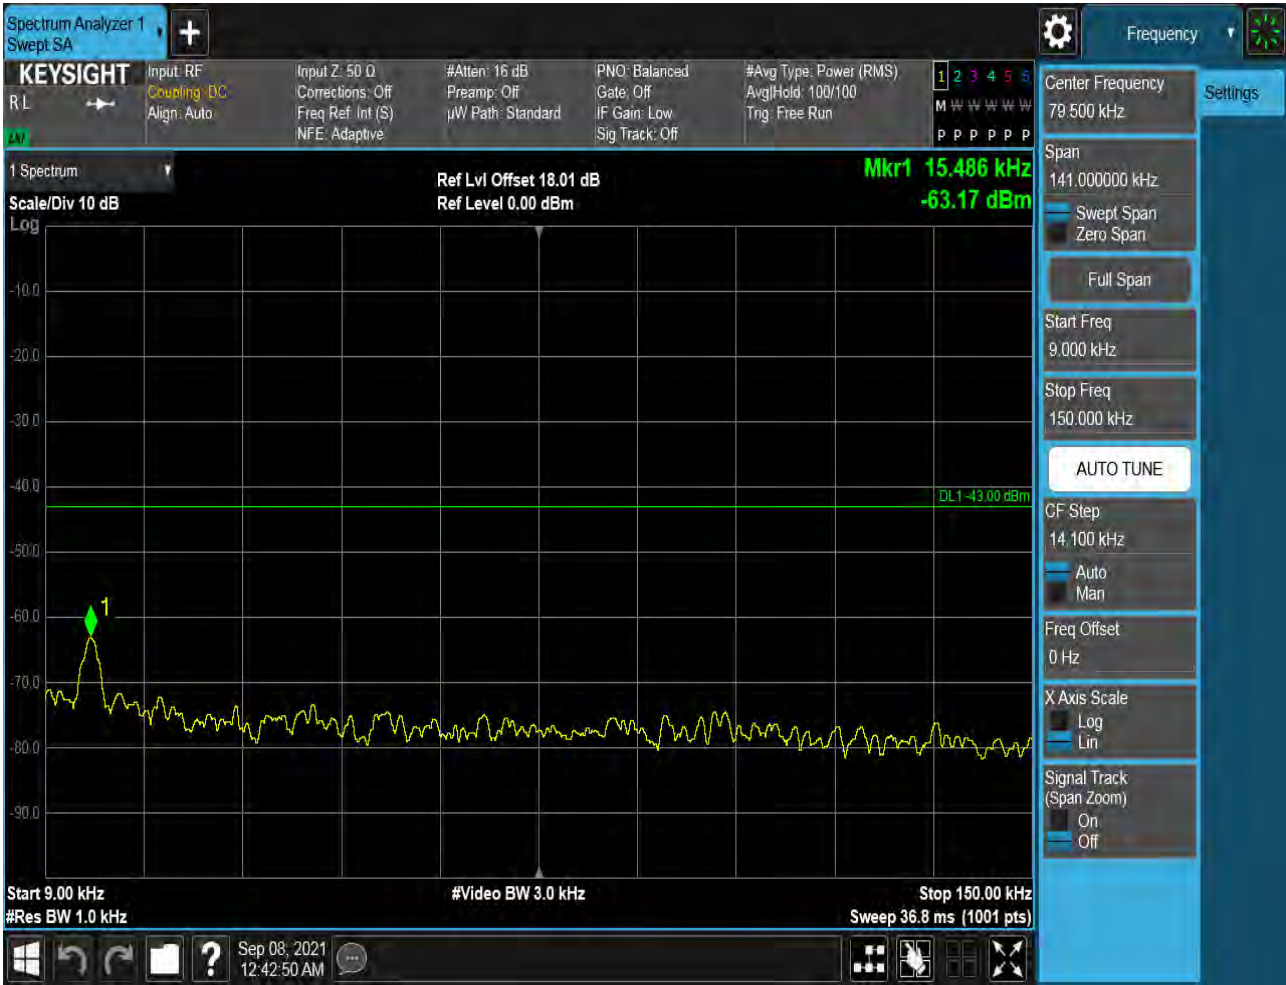 Spectrum Analyzer 1
Swept SA
+
Frequency
KEYSIGHT
R L
Input: RF
Coupling: DC
Align: Auto
Input Z: 50 Ω
Corrections: Off
Freq Ref: Int (S)
NFE: Adaptive
#Atten: 16 dB
Preamp: Off
µW Path: Standard
PNO: Balanced
Gate: Off
IF Gain: Low
Sig Track: Off
#Avg Type: Power (RMS)
Avg|Hold: 100/100
Trig: Free Run
1 2 3 4 5 6
M W W W W W
P P P P P P
1 Spectrum
Scale/Div 10 dB
Log
Ref Lvl Offset 18.01 dB
Ref Level 0.00 dBm
Mkr1 15.486 kHz
-63.17 dBm
-10.0
-20.0
-30.0
-40.0
DL1 -43.00 dBm
-50.0
1
-60.0
-70.0
-80.0
-90.0
Start 9.00 kHz
#Video BW 3.0 kHz
Stop 150.00 kHz
#Res BW 1.0 kHz
Sweep 36.8 ms (1001 pts)
Center Frequency
79.500 kHz
Settings
Span
141.000000 kHz
Swept Span
Zero Span
Full Span
Start Freq
9.000 kHz
Stop Freq
150.000 kHz
AUTO TUNE
CF Step
14.100 kHz
Auto
Man
Freq Offset
0 Hz
X Axis Scale
Log
Lin
Signal Track
(Span Zoom)
On
Off
?
Sep 08, 2021
12:42:50 AM